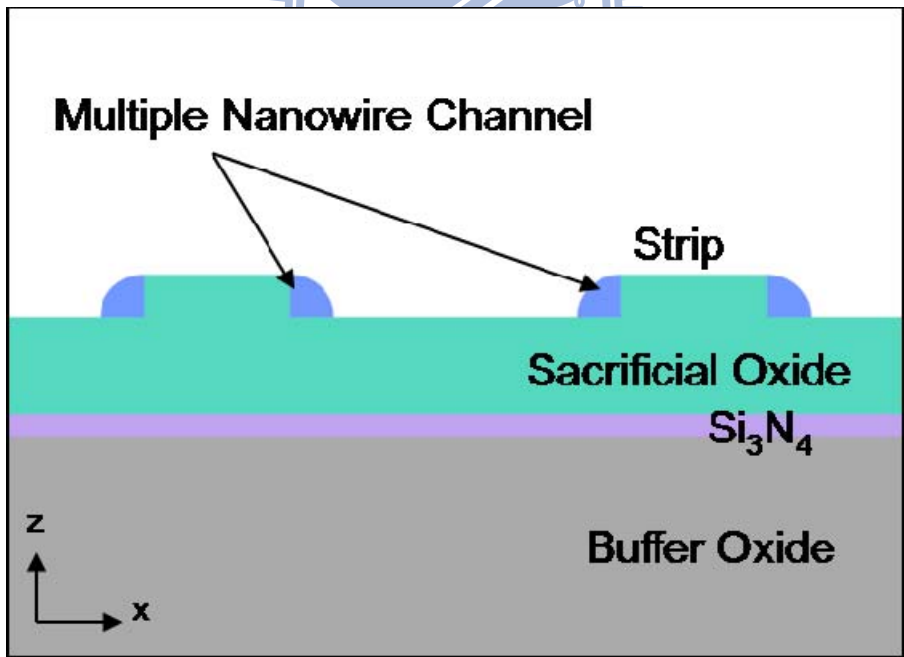 Multiple Nanowire Channel
Strip
Sacrificial Oxide
Si₃N₄
Buffer Oxide
z
x